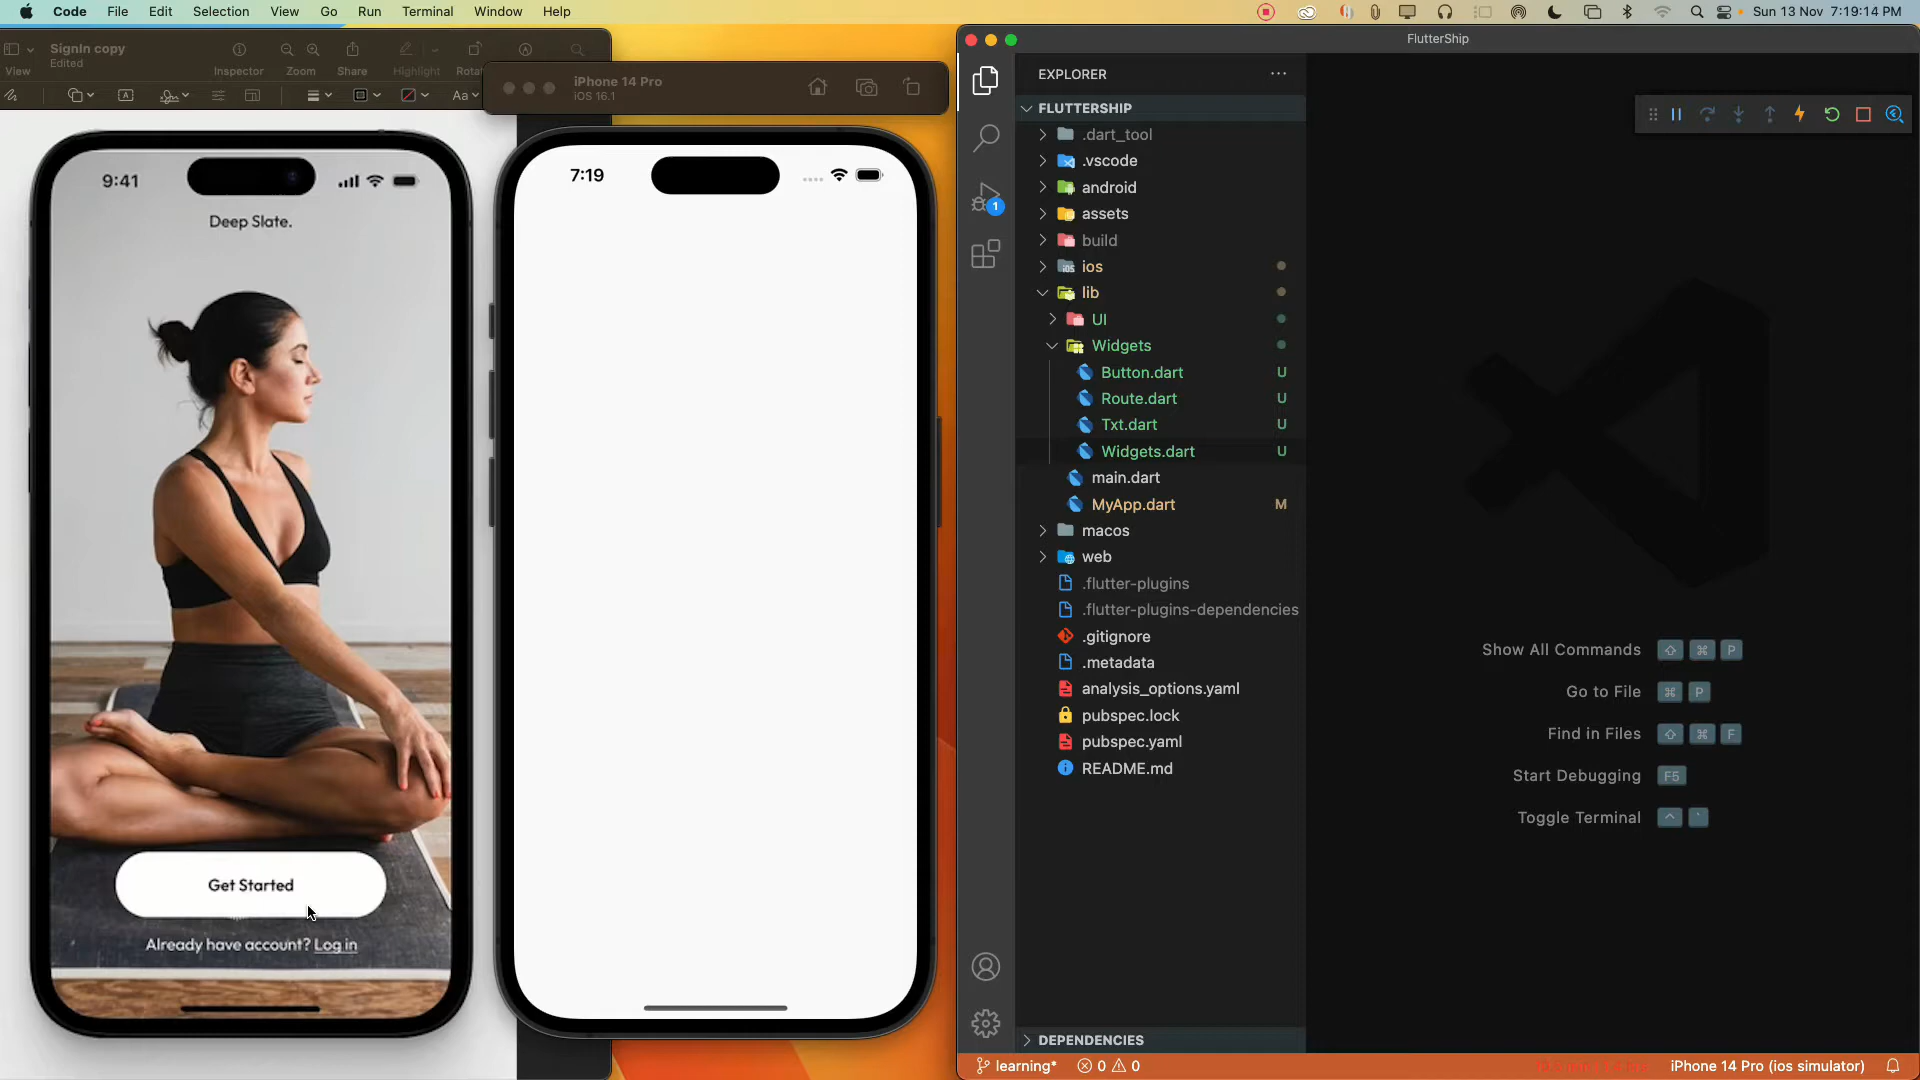 Code File Edit Selection View Go Run Terminal Window Help
Sun 13 Nov 7:19:14 PM
SignIn copy
Edited
View Inspector Zoom Share Highlight
Aa
iPhone 14 Pro
iOS 16.1
9:41
Deep Slate.
Get Started
Already have account? Log in
7:19
FlutterShip
EXPLORER
FLUTTERSHIP
.dart_tool
.vscode
android
assets
build
ios
lib
UI
Widgets
Button.dart U
Route.dart U
Txt.dart U
Widgets.dart U
main.dart
MyApp.dart M
macos
web
.flutter-plugins
.flutter-plugins-dependencies
.gitignore
.metadata
analysis_options.yaml
pubspec.lock
pubspec.yaml
README.md
DEPENDENCIES
1
Show All Commands ⇧ ⌘ P
Go to File ⌘ P
Find in Files ⇧ ⌘ F
Start Debugging F5
Toggle Terminal ^ `
learning* 0 0
iPhone 14 Pro (ios simulator)